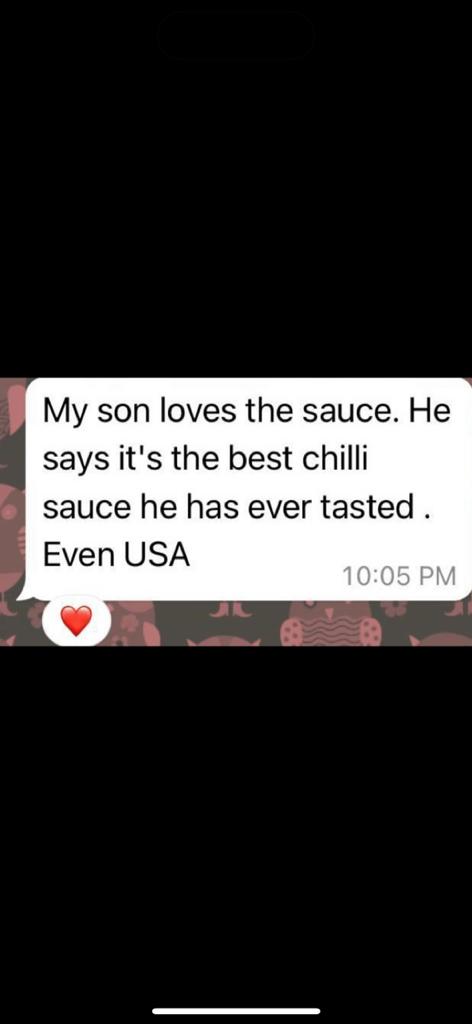 My son loves the sauce. He
says it's the best chilli
sauce he has ever tasted .
Even USA
10:05 PM